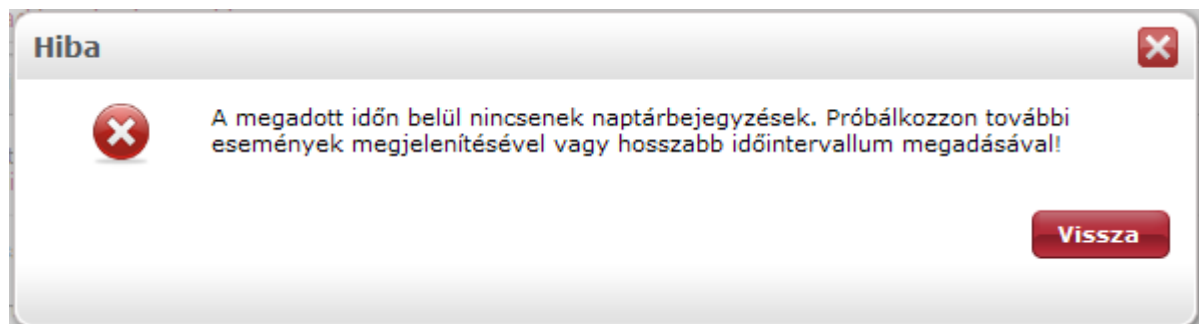 Hiba
A megadott időn belül nincsenek naptárbejegyzések. Próbálkozzon további
események megjelenítésével vagy hosszabb időintervallum megadásával!
Vissza